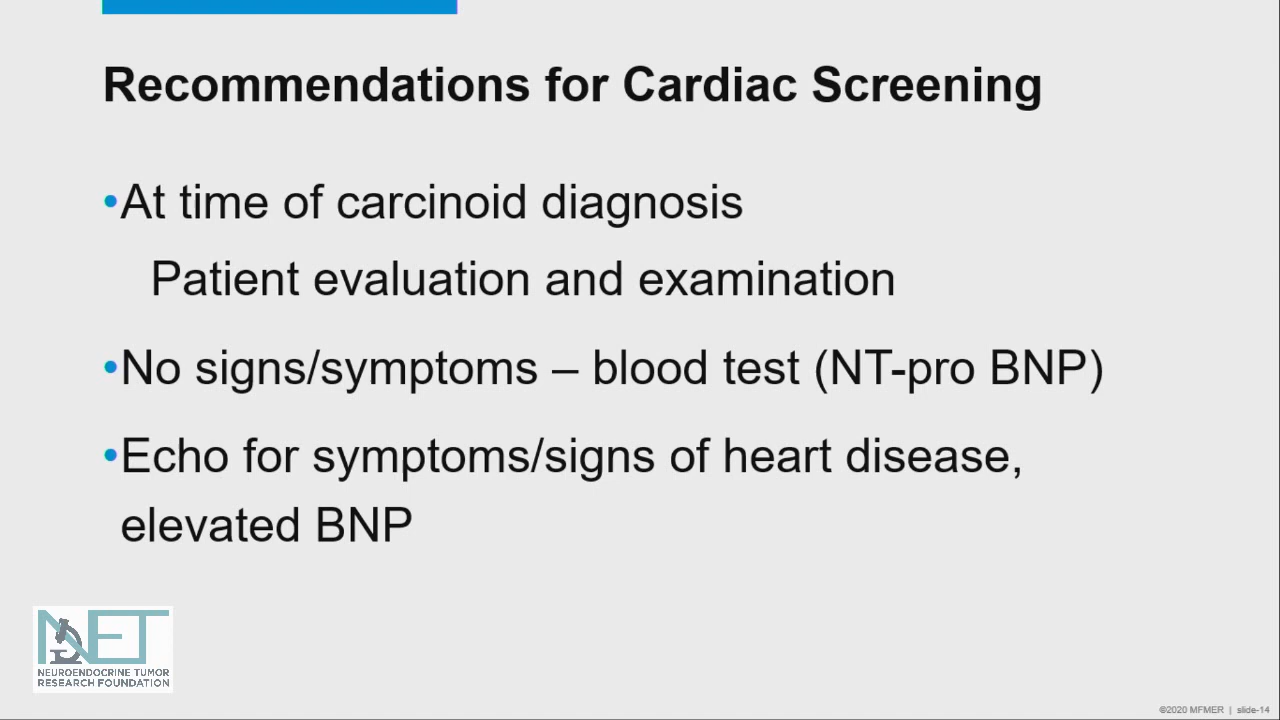 Recommendations for Cardiac Screening
•At time of carcinoid diagnosis
Patient evaluation and examination
•No signs/symptoms – blood test (NT-pro BNP)
•Echo for symptoms/signs of heart disease,
elevated BNP
NET
NEUROENDOCRINE TUMOR
RESEARCH FOUNDATION
©2020 MFMER | slide-14